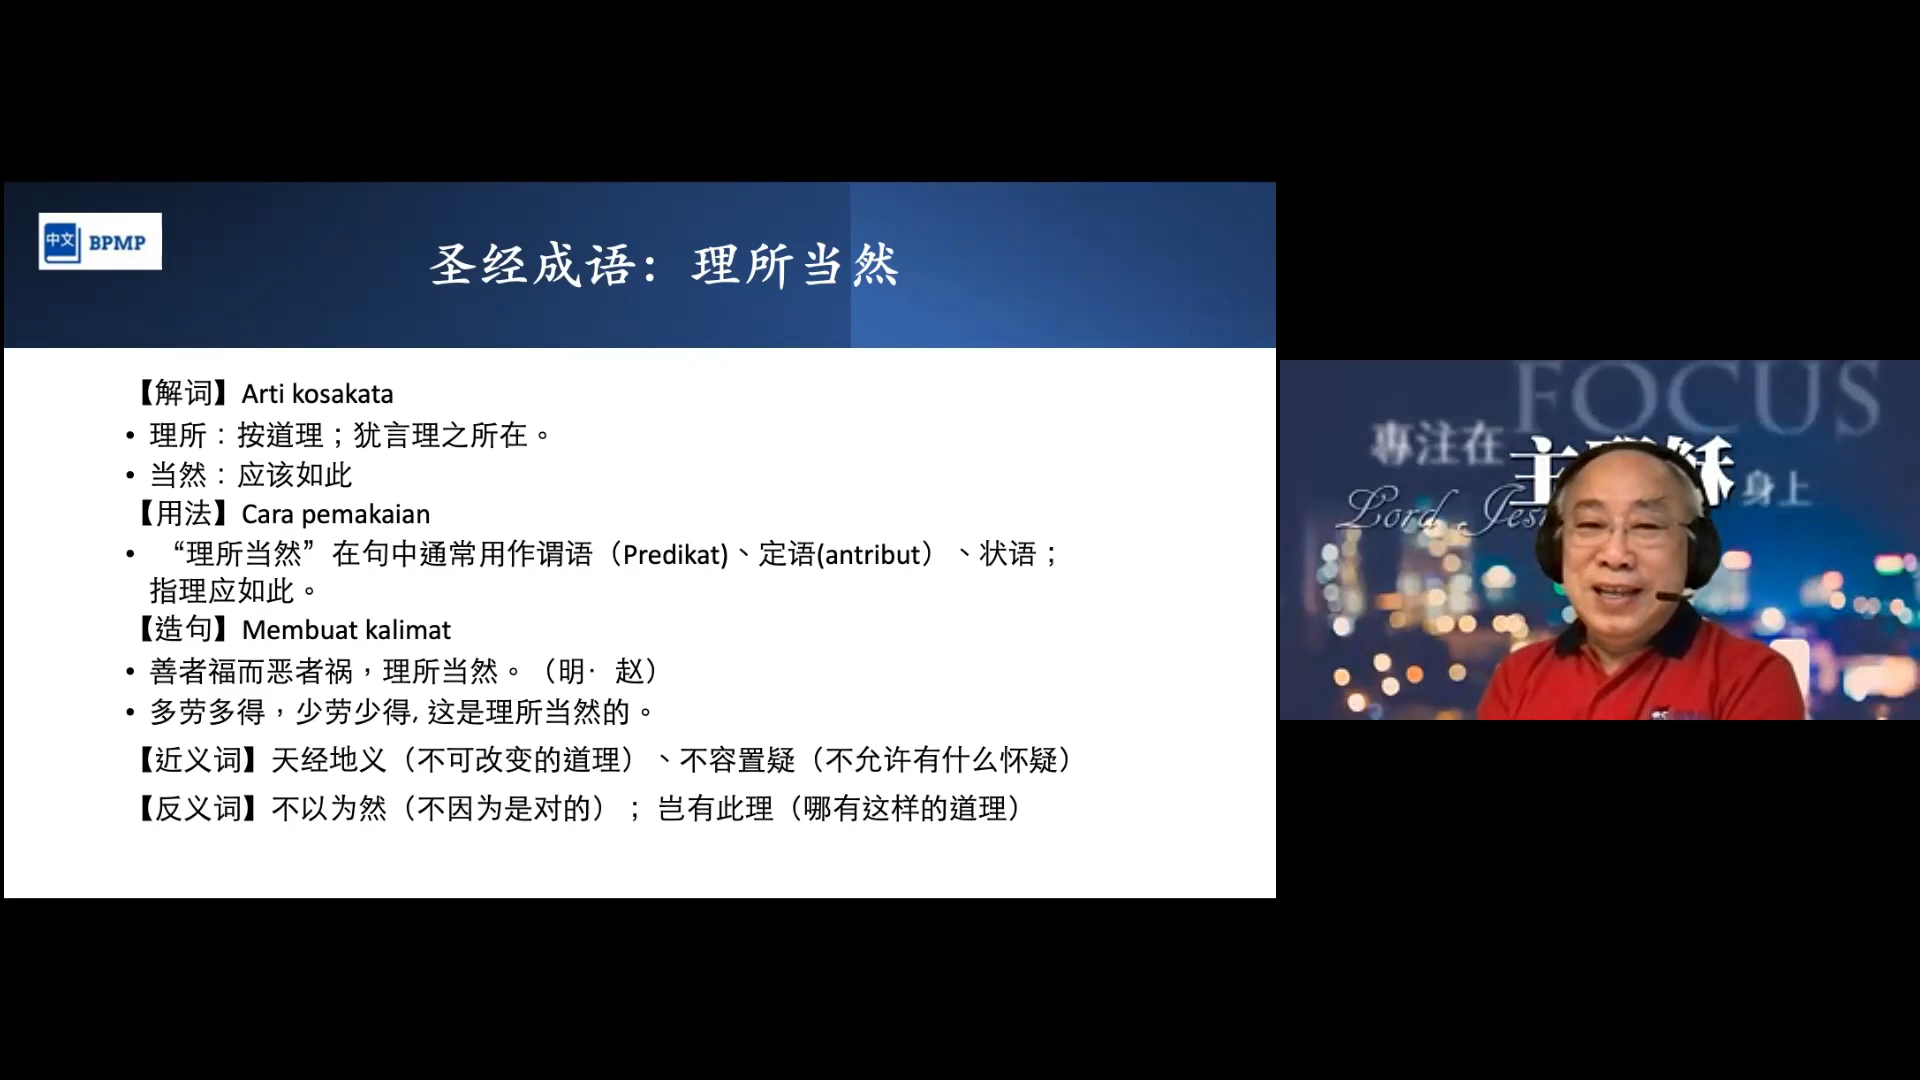 中文 BPMP
圣经成语：理所当然
【解词】Arti kosakata
• 理所：按道理；犹言理之所在。
• 当然：应该如此
【用法】Cara pemakaian
• “理所当然”在句中通常用作谓语（Predikat)、定语(antribut）、状语；
指理应如此。
【造句】Membuat kalimat
• 善者福而恶者祸，理所当然。（明· 赵）
• 多劳多得，少劳少得, 这是理所当然的。
【近义词】天经地义（不可改变的道理）、不容置疑（不允许有什么怀疑）
【反义词】不以为然（不因为是对的）；岂有此理（哪有这样的道理）
FOCUS
專注在主 穌身上
Lord